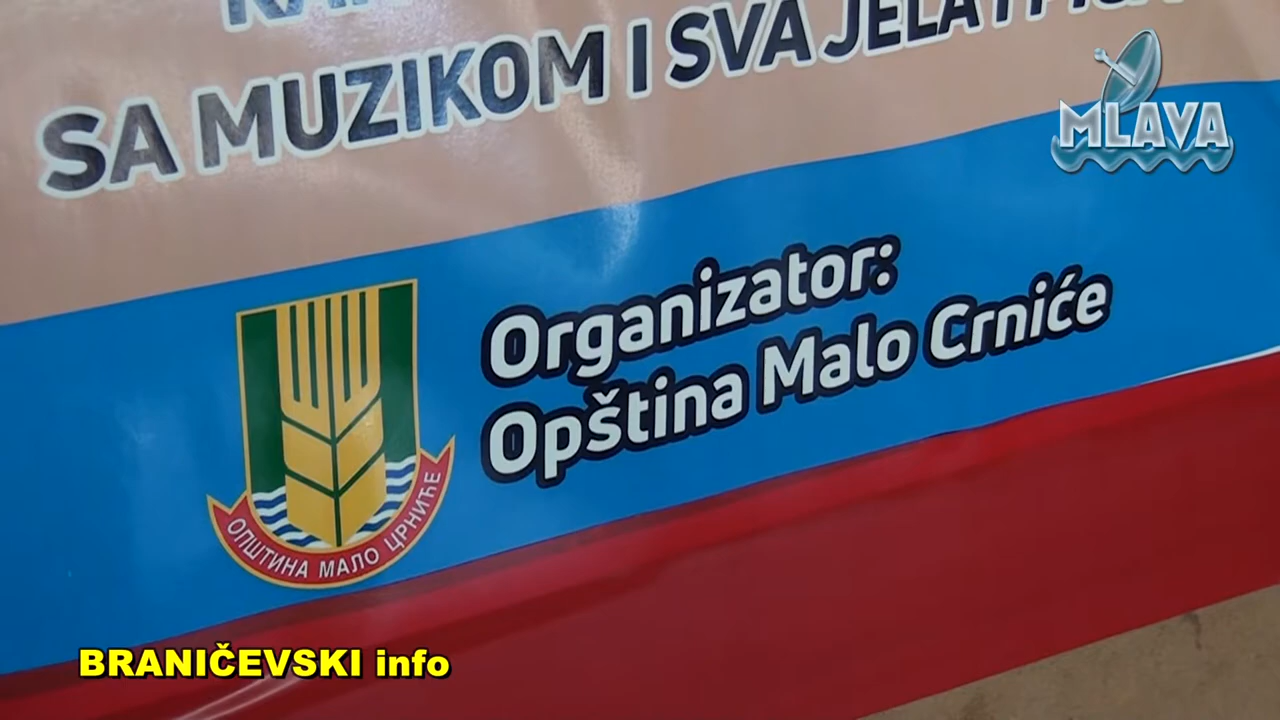 SA MUZIKOM I SVA JELA I
MLAVA
Organizator:
Opština Malo Crniće
ОПШТИНА МАЛО ЦРНИЋЕ
BRANIČEVSKI info